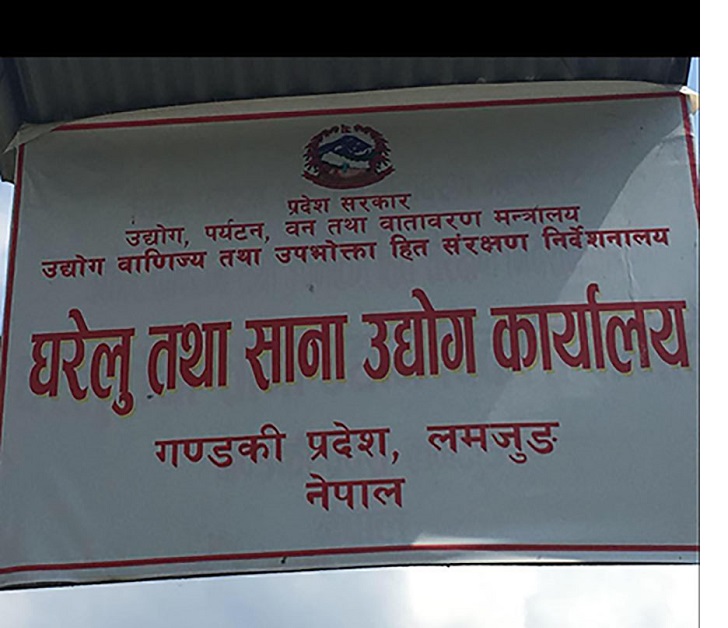 प्रदेश सरकार
उद्योग, पर्यटन, वन तथा वातावरण मन्त्रालय
उद्योग वाणिज्य तथा उपभोक्ता हित संरक्षण निर्देशनालय
घरेलु तथा साना उद्योग कार्यालय
गण्डकी प्रदेश, लमजुङ
नेपाल